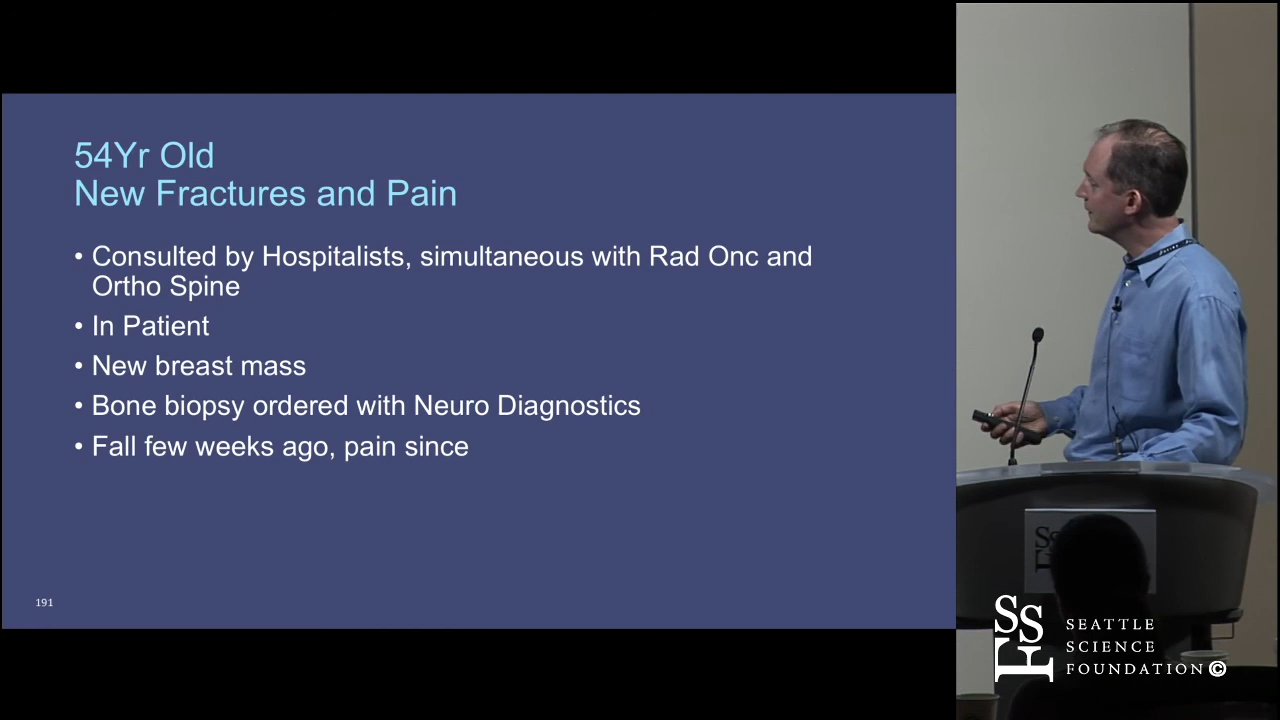 54Yr Old
New Fractures and Pain
• Consulted by Hospitalists, simultaneous with Rad Onc and
Ortho Spine
• In Patient
• New breast mass
• Bone biopsy ordered with Neuro Diagnostics
• Fall few weeks ago, pain since
191
SSF
SEATTLE
SCIENCE
FOUNDATION©